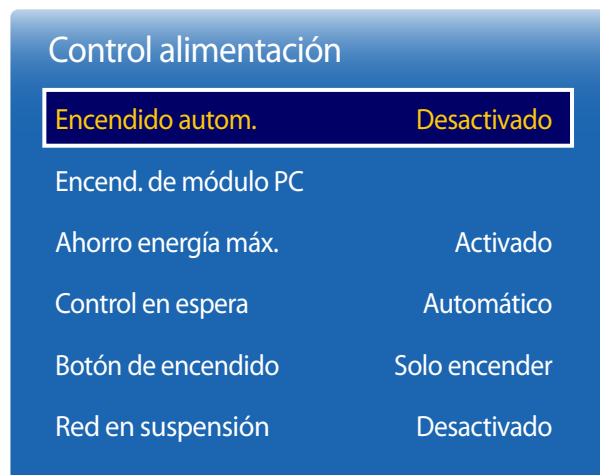 Control alimentación
Encendido autom. Desactivado
Encend. de módulo PC
Ahorro energía máx. Activado
Control en espera Automático
Botón de encendido Solo encender
Red en suspensión Desactivado